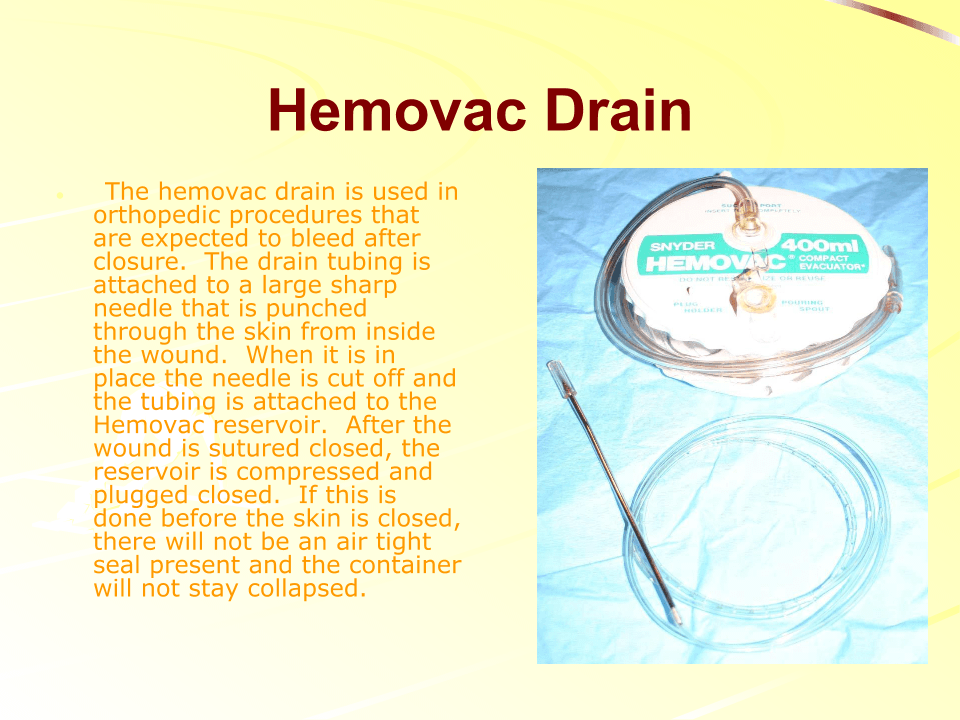 Hemovac Drain
The hemovac drain is used in
orthopedic procedures that
are expected to bleed after
closure.  The drain tubing is
attached to a large sharp
needle that is punched
through the skin from inside
the wound.  When it is in
place the needle is cut off and
the tubing is attached to the
Hemovac reservoir.  After the
wound is sutured closed, the
reservoir is compressed and
plugged closed.  If this is
done before the skin is closed,
there will not be an air tight
seal present and the container
will not stay collapsed.
PORT
INSERT COMPLETELY
SNYDER 400ml
HEMOVAC® COMPACT
EVACUATOR*
DO NOT OR REUSE
PLUG POURING
HOLDER SPOUT